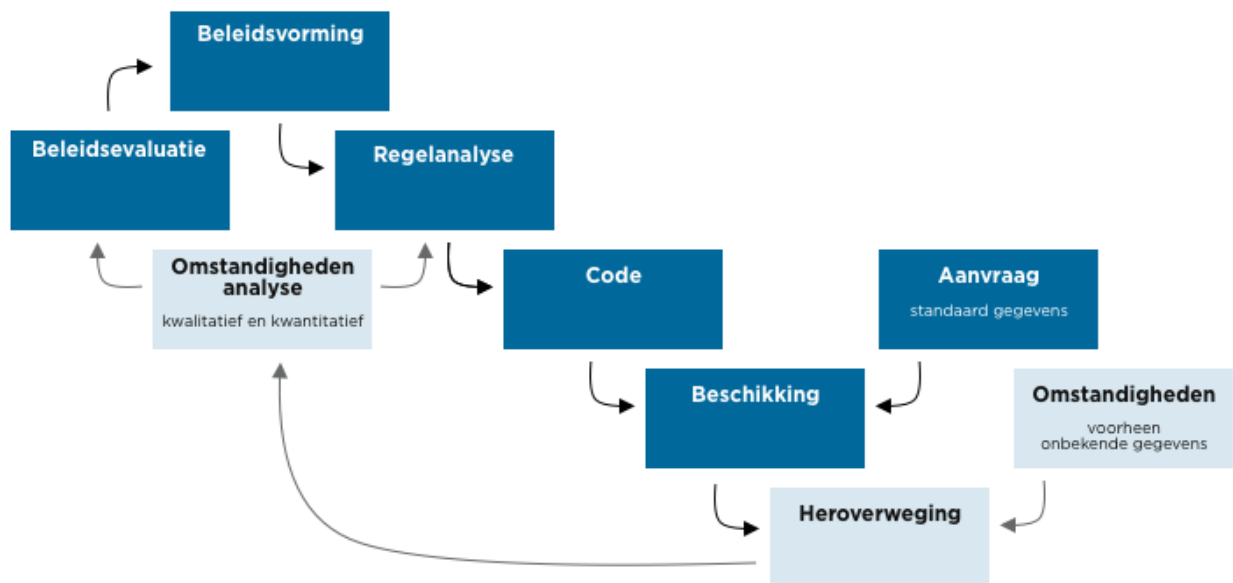 Beleidsvorming
Beleidsevaluatie
Regelanalyse
Omstandigheden
analyse
kwalitatief en kwantitatief
Code
Aanvraag
standaard gegevens
Beschikking
Omstandigheden
voorheen
onbekende gegevens
Heroverweging